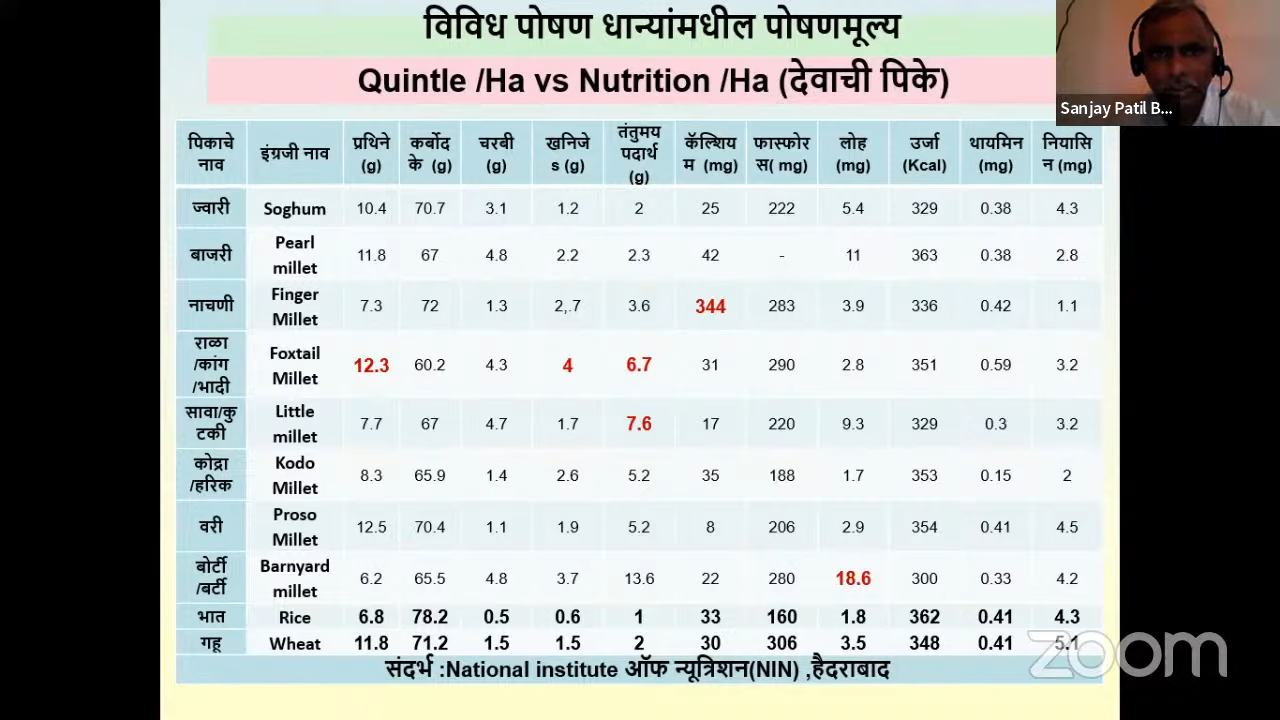 विविध पोषण धान्यांमधील पोषणमूल्य
Quintle /Ha vs Nutrition /Ha (देवाची पिके)
Sanjay Patil B...
पिकाचे नाव इंग्रजी नाव प्रथिने (g) कर्बोदके (g) चरबी (g) खनिजेs (g) तंतुमय पदार्थ (g) कॅल्शियम (mg) फास्फोरस( mg) लोह (mg) उर्जा (Kcal) थायमिन (mg) नियासिन (mg)
ज्वारी Soghum 10.4 70.7 3.1 1.2 2 25 222 5.4 329 0.38 4.3
बाजरी Pearl millet 11.8 67 4.8 2.2 2.3 42 - 11 363 0.38 2.8
नाचणी Finger Millet 7.3 72 1.3 2,.7 3.6 344 283 3.9 336 0.42 1.1
राळा /कांग /भादी Foxtail Millet 12.3 60.2 4.3 4 6.7 31 290 2.8 351 0.59 3.2
सावा/कुटकी Little millet 7.7 67 4.7 1.7 7.6 17 220 9.3 329 0.3 3.2
कोद्रा /हरिक Kodo Millet 8.3 65.9 1.4 2.6 5.2 35 188 1.7 353 0.15 2
वरी Proso Millet 12.5 70.4 1.1 1.9 5.2 8 206 2.9 354 0.41 4.5
बोर्टी /बर्टी Barnyard millet 6.2 65.5 4.8 3.7 13.6 22 280 18.6 300 0.33 4.2
भात Rice 6.8 78.2 0.5 0.6 1 33 160 1.8 362 0.41 4.3
गहू Wheat 11.8 71.2 1.5 1.5 2 30 306 3.5 348 0.41 5.1
संदर्भ :National institute ऑफ न्यूत्रिशन(NIN) ,हैदराबाद
zoom